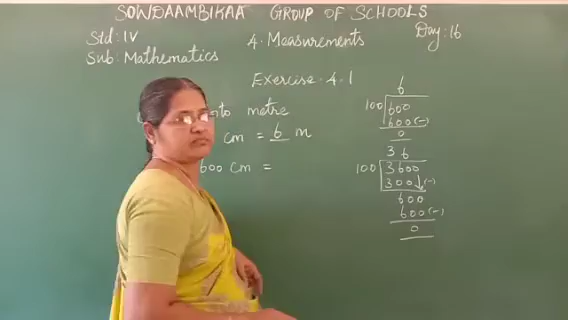 SOWDAAMBIKAA GROUP OF SCHOOLS
Std: IV
4. Measurements
Day: 16
Sub: Mathematics
Exercise. 4.1
to metre
cm = 6 m
600 cm =
6
100 600
600 (-)
0
36
100 3600
300 ↓ (-)
600
600 (-)
0